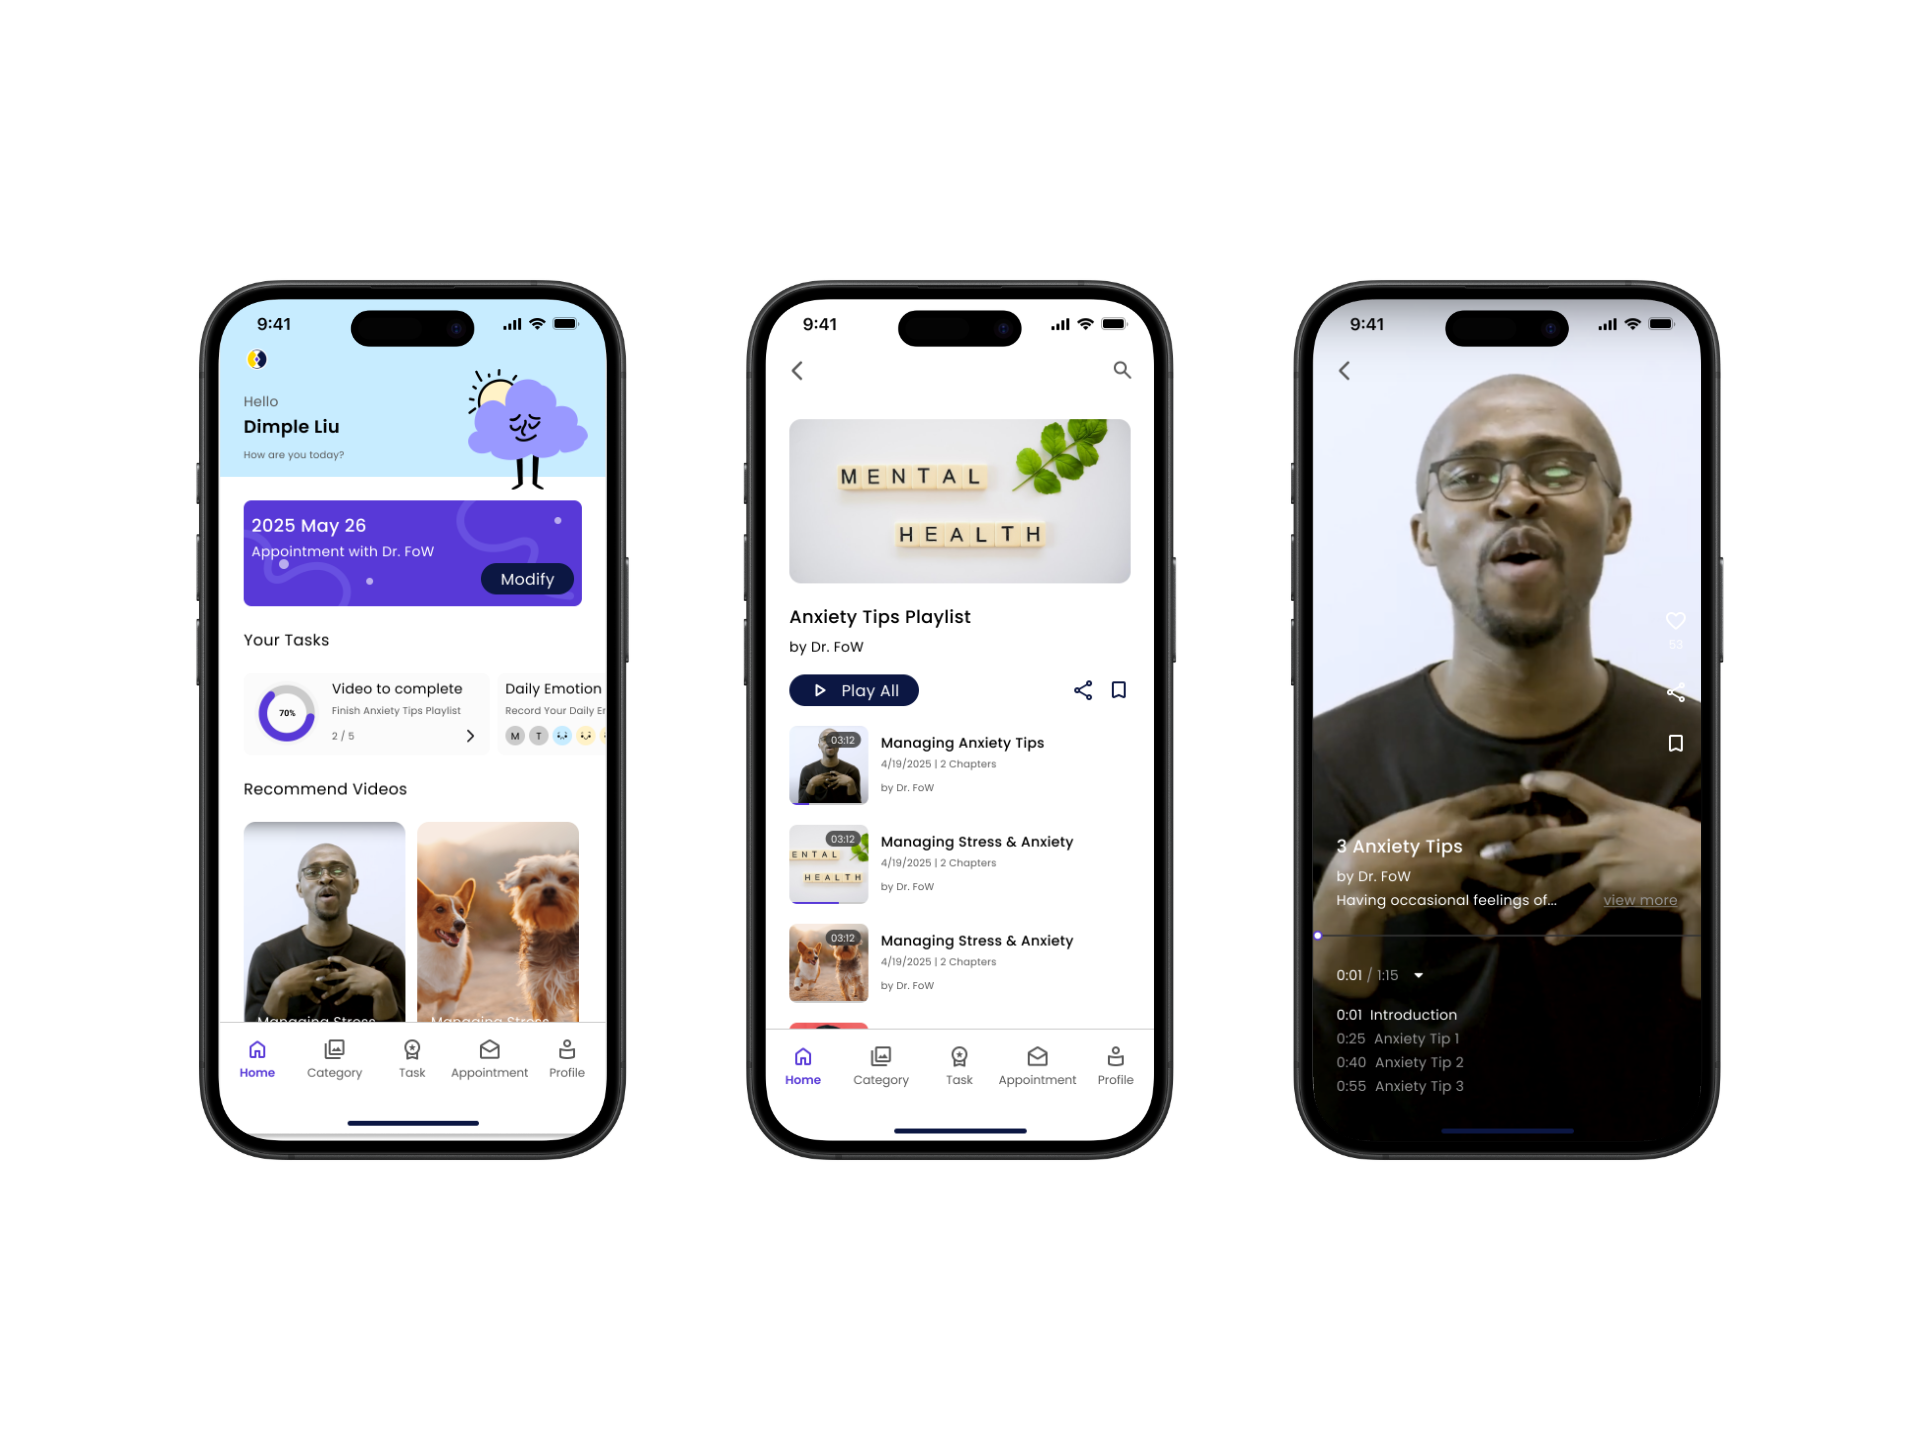 9:41
Hello
Dimple Liu
How are you today?
2025 May 26
Appointment with Dr. FoW
Modify
Your Tasks
70%
Video to complete
Finish Anxiety Tips Playlist
2 / 5
Daily Emotion
Record Your Daily
M T
Recommend Videos
Managing Stress
Managing Stress
Home
Category
Task
Appointment
Profile
9:41
MENTAL
HEALTH
Anxiety Tips Playlist
by Dr. FoW
Play All
03:12
Managing Anxiety Tips
4/19/2025 | 2 Chapters
by Dr. FoW
03:12
ENTAL
HEALTH
Managing Stress & Anxiety
4/19/2025 | 2 Chapters
by Dr. FoW
03:12
Managing Stress & Anxiety
4/19/2025 | 2 Chapters
by Dr. FoW
Home
Category
Task
Appointment
Profile
9:41
53
3 Anxiety Tips
by Dr. FoW
Having occasional feelings of...
view more
0:01 / 1:15
0:01 Introduction
0:25 Anxiety Tip 1
0:40 Anxiety Tip 2
0:55 Anxiety Tip 3